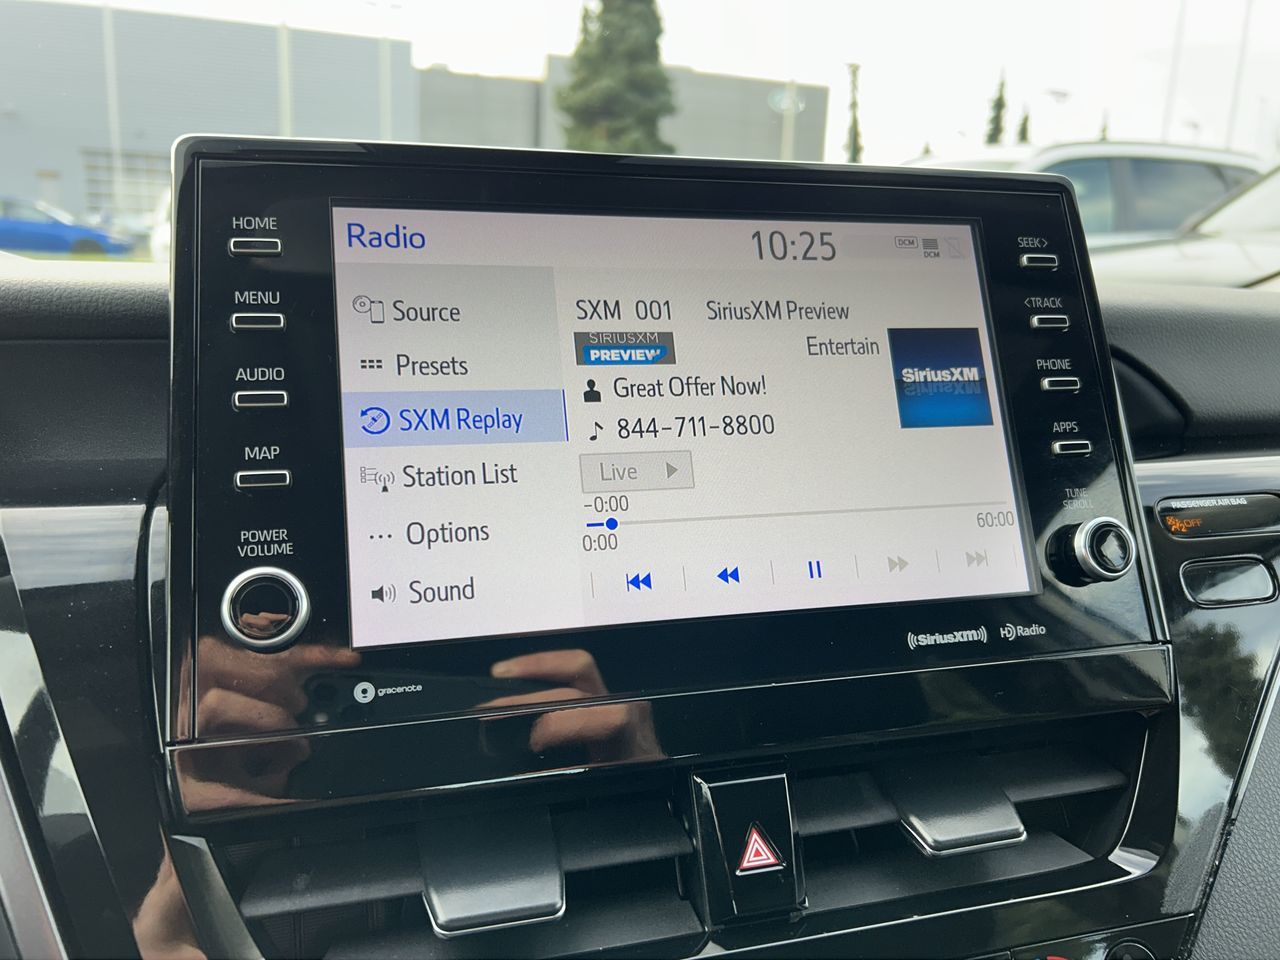 HOME
MENU
AUDIO
MAP
POWER
VOLUME
Radio
10:25
DCM
DCM
Source
Presets
SXM Replay
Station List
Options
Sound
SXM 001 SiriusXM Preview
SIRIUSXM
PREVIEW
Entertain
SiriusXM
Great Offer Now!
844-711-8800
Live
-0:00
0:00
60:00
SEEK>
<TRACK
PHONE
APPS
TUNE
SCROLL
gracenote
((SiriusXM))
HD Radio
PASSENGER AIR BAG
OFF